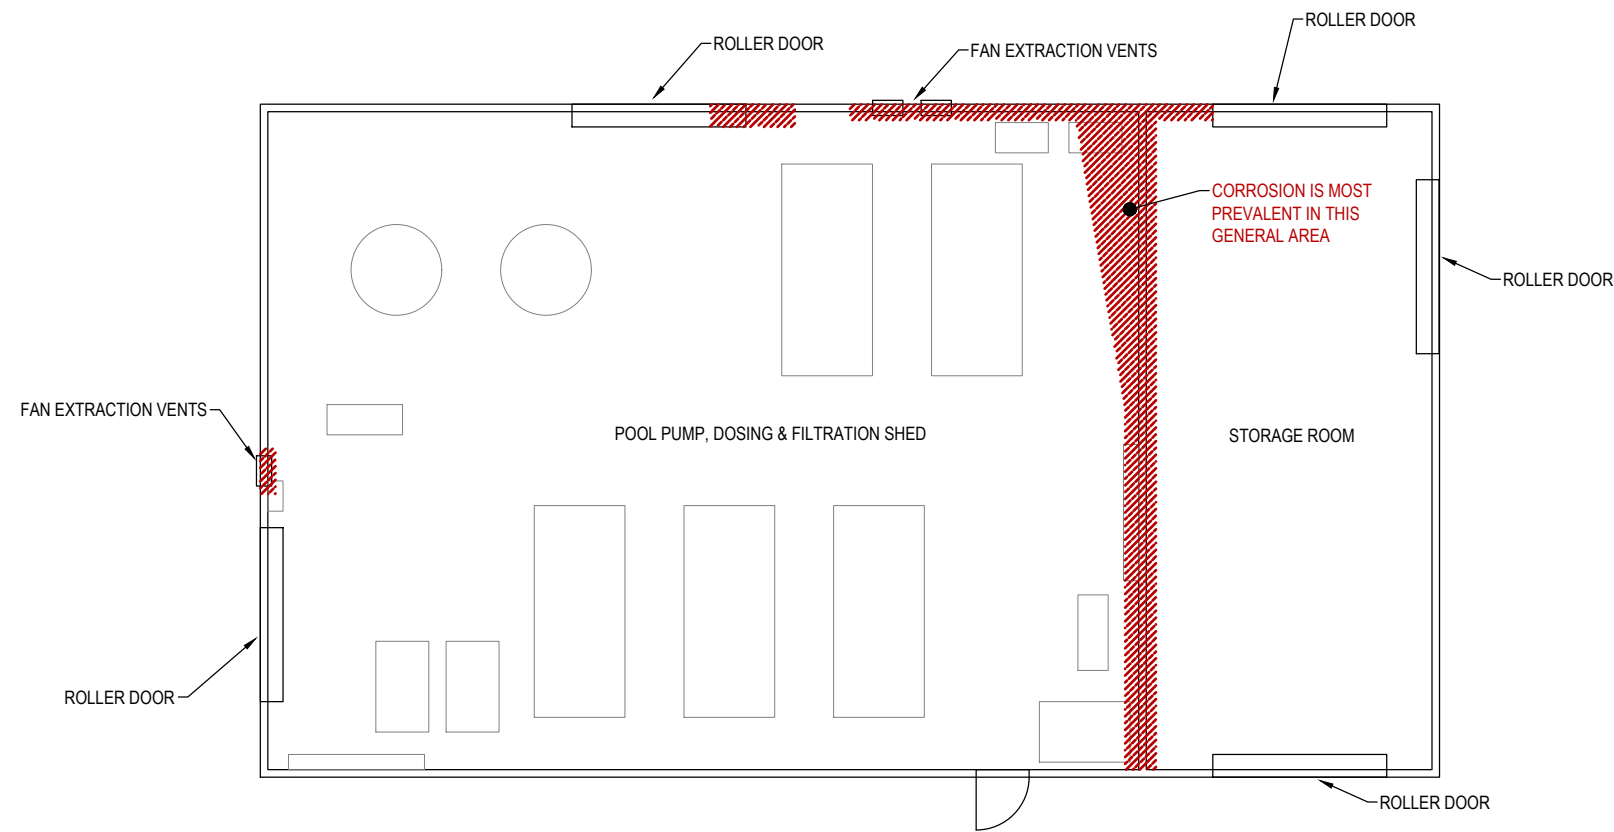 ROLLER DOOR
ROLLER DOOR
FAN EXTRACTION VENTS
CORROSION IS MOST
PREVALENT IN THIS
GENERAL AREA
ROLLER DOOR
FAN EXTRACTION VENTS
POOL PUMP, DOSING & FILTRATION SHED
STORAGE ROOM
ROLLER DOOR
ROLLER DOOR